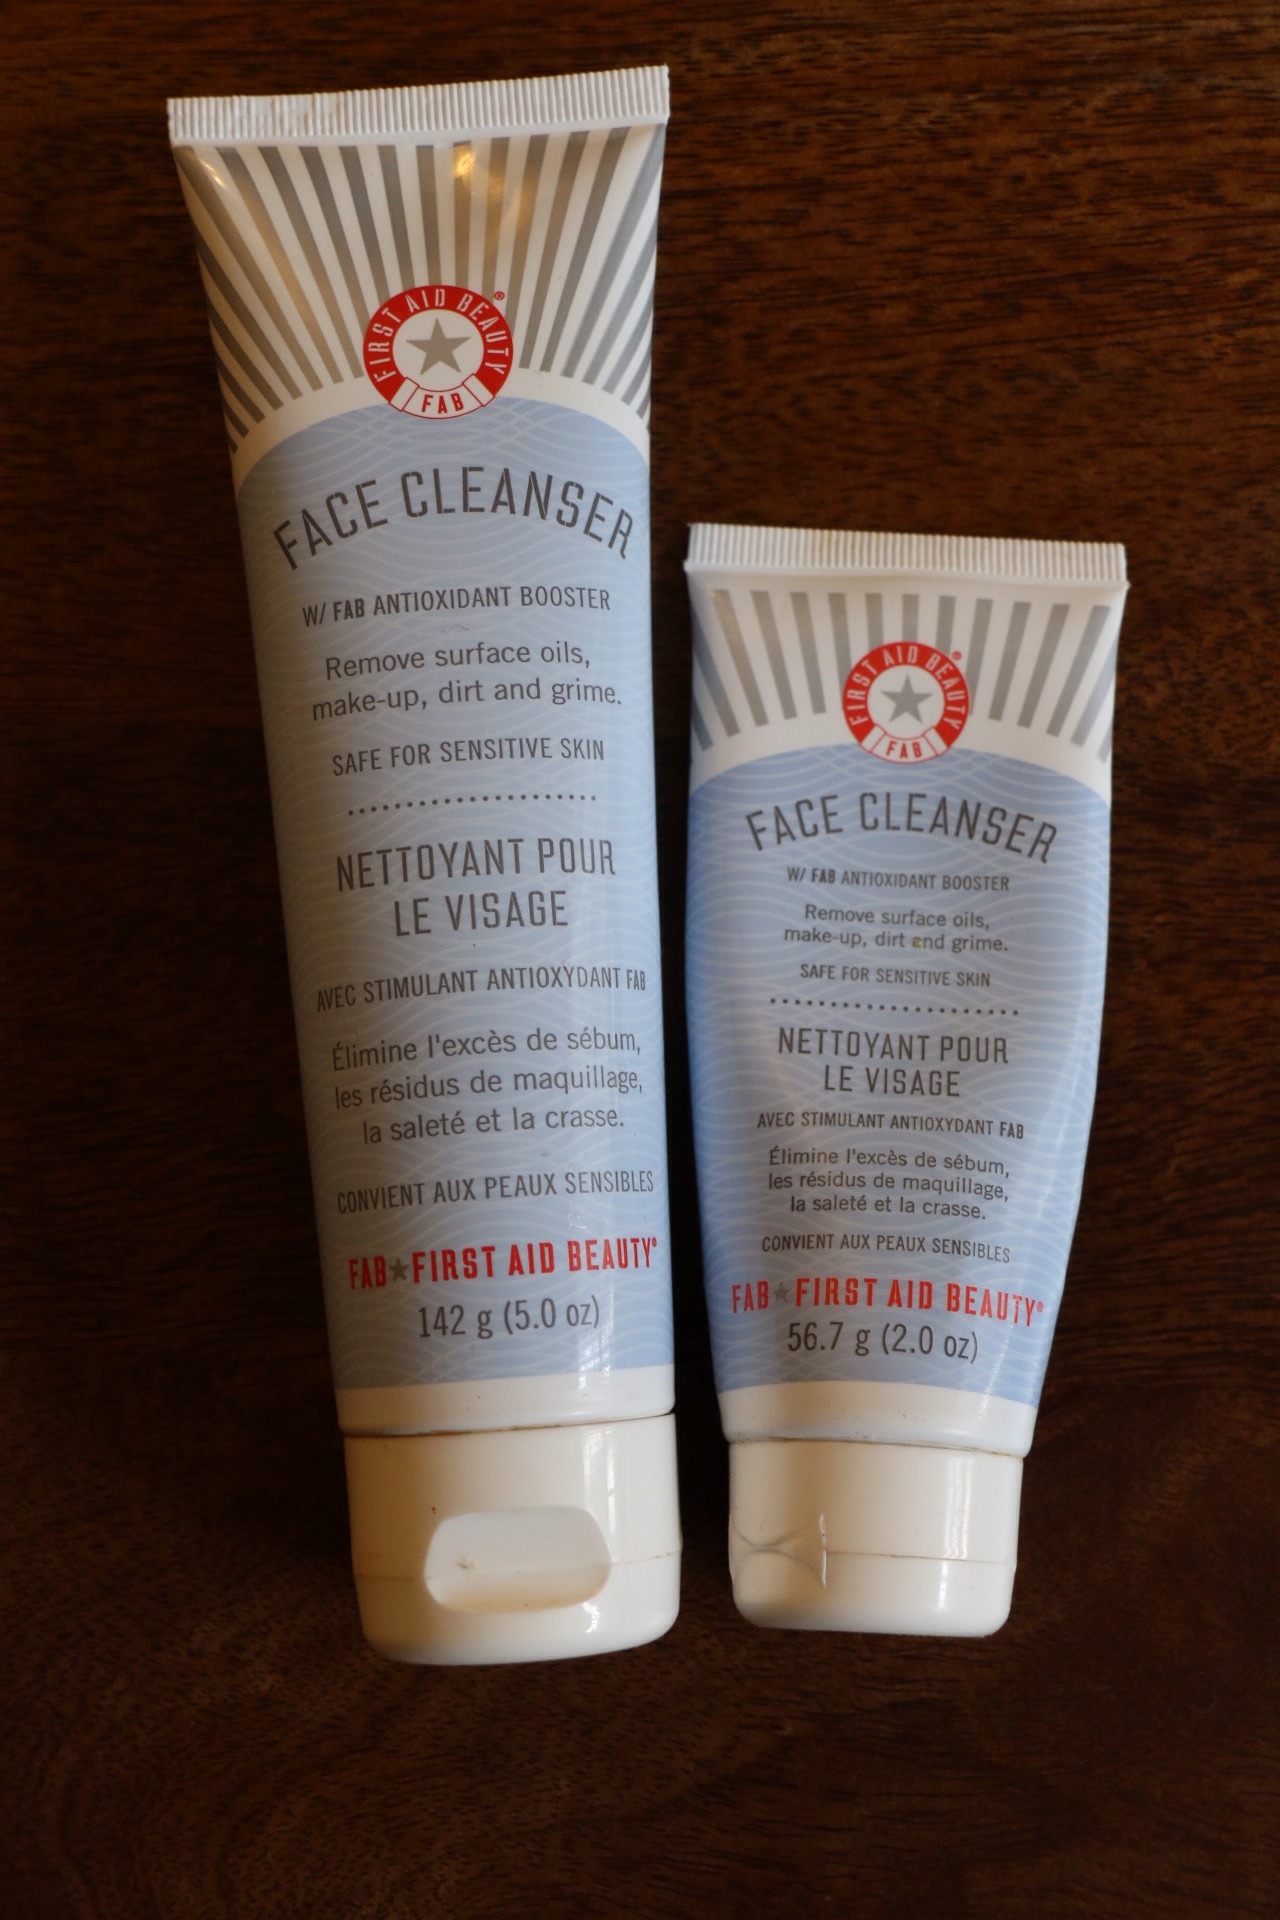 FIRST AID BEAUTY®
FAB
FACE CLEANSER
W/ FAB ANTIOXIDANT BOOSTER
Remove surface oils,
make-up, dirt and grime.
SAFE FOR SENSITIVE SKIN
NETTOYANT POUR
LE VISAGE
AVEC STIMULANT ANTIOXYDANT FAB
Élimine l'excès de sébum,
les résidus de maquillage,
la saleté et la crasse.
CONVIENT AUX PEAUX SENSIBLES
FAB★FIRST AID BEAUTY®
142 g (5.0 oz)
FIRST AID BEAUTY®
FAB
FACE CLEANSER
W/ FAB ANTIOXIDANT BOOSTER
Remove surface oils,
make-up, dirt and grime.
SAFE FOR SENSITIVE SKIN
NETTOYANT POUR
LE VISAGE
AVEC STIMULANT ANTIOXYDANT FAB
Élimine l'excès de sébum,
les résidus de maquillage,
la saleté et la crasse.
CONVIENT AUX PEAUX SENSIBLES
FAB★FIRST AID BEAUTY®
56.7 g (2.0 oz)